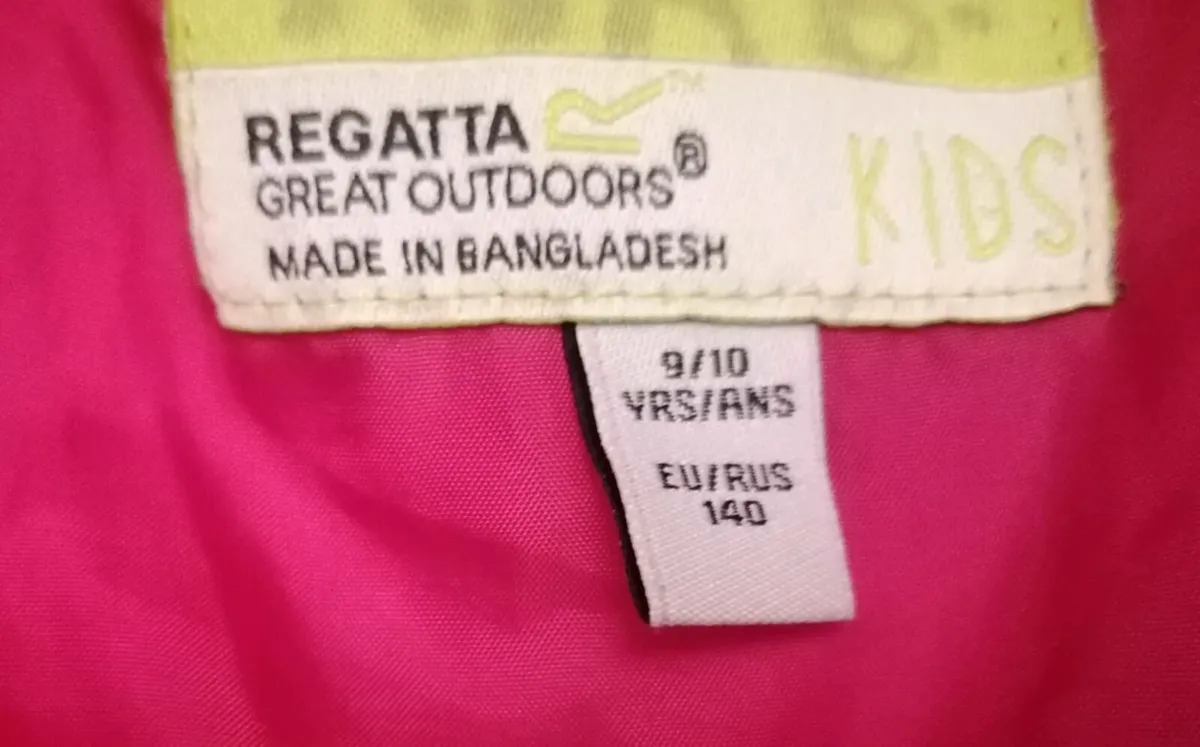 REGATTA
GREAT OUTDOORS®
MADE IN BANGLADESH
KIDS
9/10
YRS/ANS
EU/RUS
140